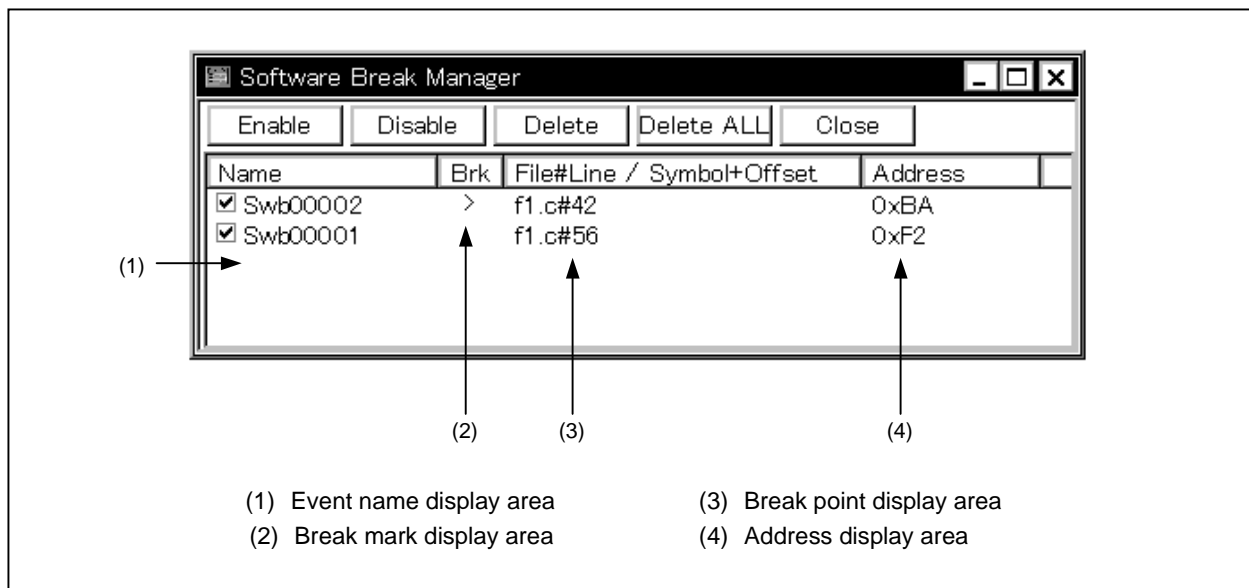 Software Break Manager
Enable Disable Delete Delete ALL Close
Name Brk File#Line / Symbol+Offset Address
Swb00002 > f1.c#42 0xBA
Swb00001 f1.c#56 0xF2
(1)
(2) (3) (4)
(1) Event name display area (3) Break point display area
(2) Break mark display area (4) Address display area